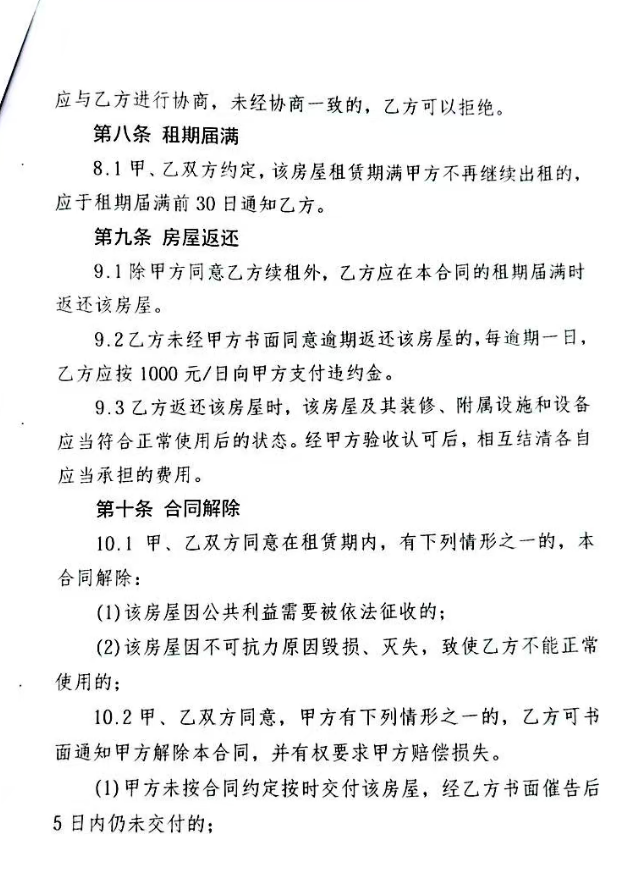 应与乙方进行协商，未经协商一致的，乙方可以拒绝。
第八条 租期届满
8.1 甲、乙双方约定，该房屋租赁期满甲方不再继续出租的，
应于租期届满前 30 日通知乙方。
第九条 房屋返还
9.1 除甲方同意乙方续租外，乙方应在本合同的租期届满时
返还该房屋。
9.2 乙方未经甲方书面同意逾期返还该房屋的，每逾期一日，
乙方应按 1000 元/日向甲方支付违约金。
9.3 乙方返还该房屋时，该房屋及其装修、附属设施和设备
应当符合正常使用后的状态。经甲方验收认可后，相互结清各自
应当承担的费用。
第十条 合同解除
10.1 甲、乙双方同意在租赁期内，有下列情形之一的，本
合同解除：
(1)该房屋因公共利益需要被依法征收的；
(2)该房屋因不可抗力原因毁损、灭失，致使乙方不能正常
使用的；
10.2 甲、乙双方同意，甲方有下列情形之一的，乙方可书
面通知甲方解除本合同，并有权要求甲方赔偿损失。
(1)甲方未按合同约定按时交付该房屋，经乙方书面催告后
5 日内仍未交付的；